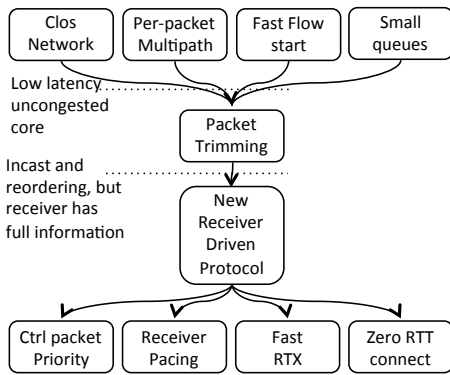 Clos
Network
Per-packet
Multipath
Fast Flow
start
Small
queues
Low latency
uncongested
core
Packet
Trimming
Incast and
reordering, but
receiver has
full information
New
Receiver
Driven
Protocol
Ctrl packet
Priority
Receiver
Pacing
Fast
RTX
Zero RTT
connect